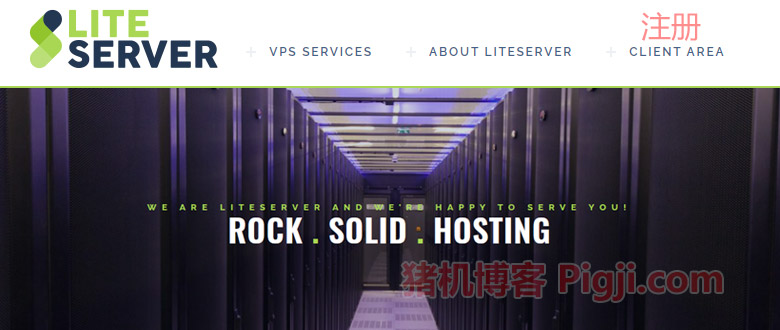 LITE
SERVER
注册
+ VPS SERVICES + ABOUT LITESERVER + CLIENT AREA
WE ARE LITESERVER AND WE'RE HAPPY TO SERVE YOU!
ROCK . SOLID . HOSTING
猪机博客 Pigji.com